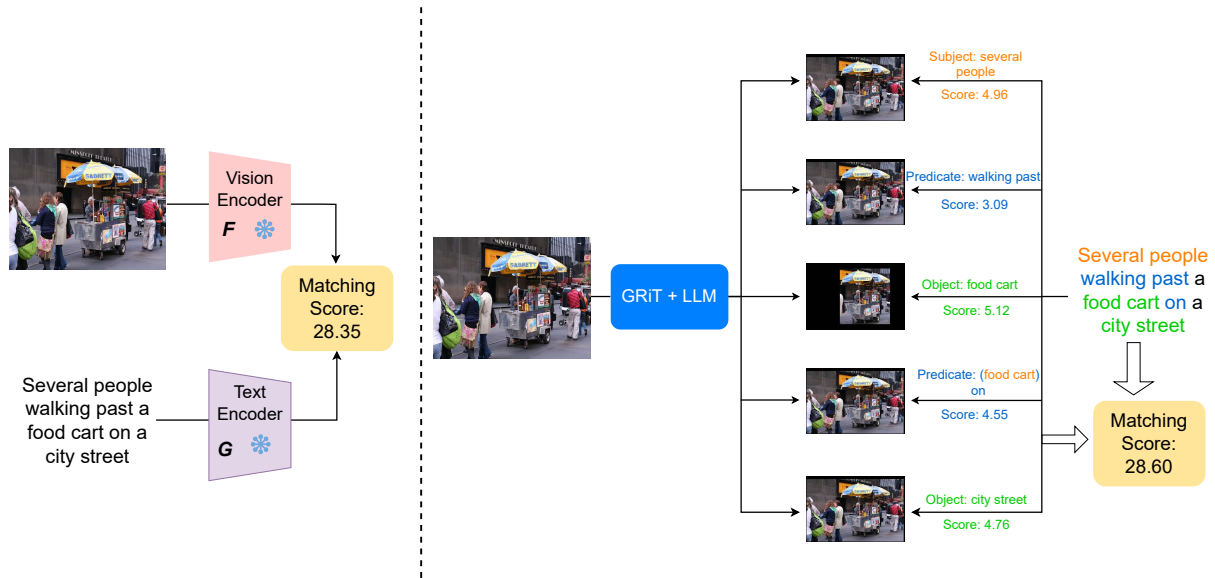 Vision
Encoder
F
Matching
Score:
28.35
Several people
walking past a
food cart on a
city street
Text
Encoder
G
SABRETT
GRiT + LLM
Subject: several
people
Score: 4.96
Predicate: walking past
Score: 3.09
Object: food cart
Score: 5.12
Predicate: (food cart)
on
Score: 4.55
Object: city street
Score: 4.76
Several people
walking past a
food cart on a
city street
Matching
Score:
28.60